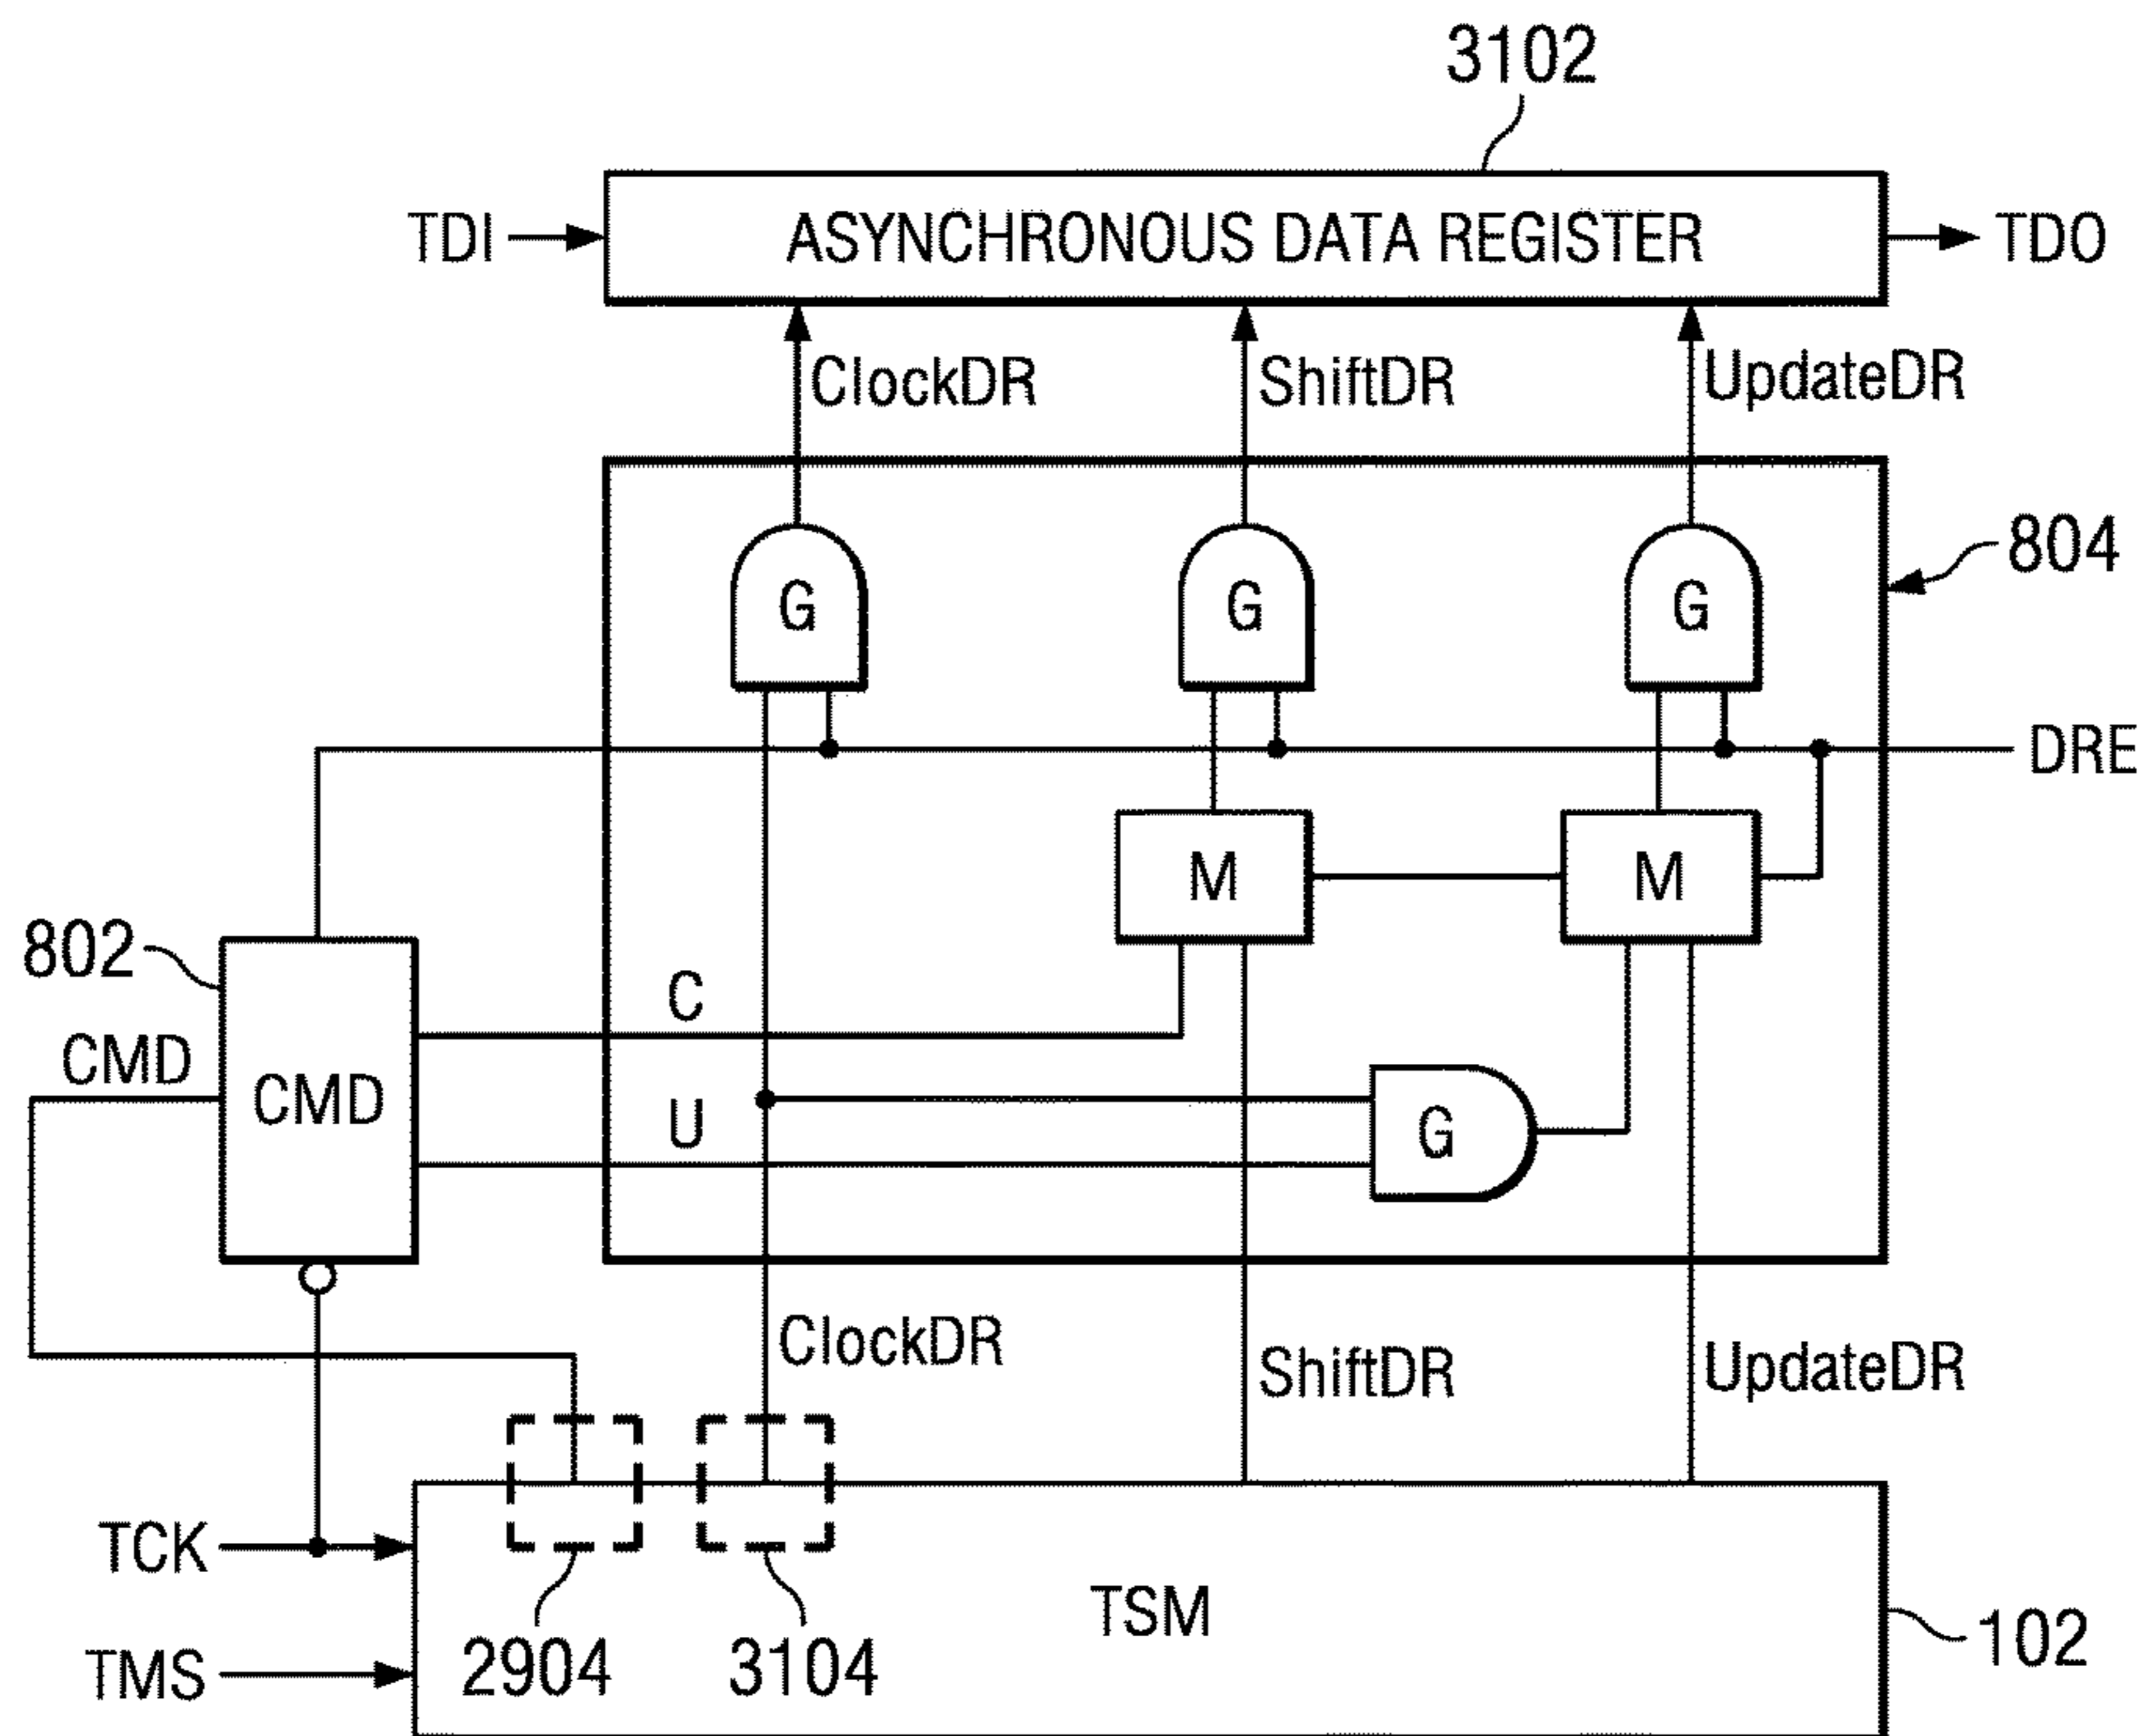 3102
TDI
ASYNCHRONOUS DATA REGISTER
TDO
ClockDR
ShiftDR
UpdateDR
G
G
G
804
DRE
M
M
802
C
CMD
CMD
U
G
ClockDR
ShiftDR
UpdateDR
TCK
TSM
TMS
2904
3104
102